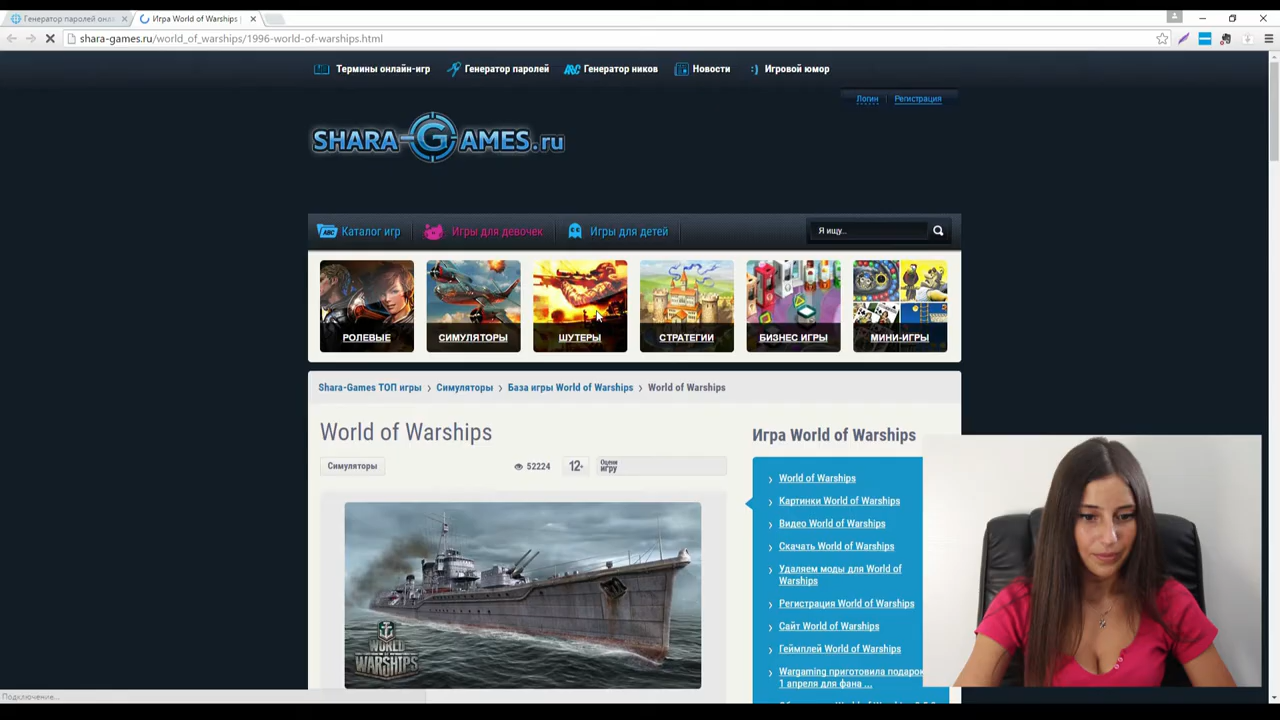 Генератор паролей онл
Игра World of Warships
shara-games.ru/world_of_warships/1996-world-of-warships.html
Термины онлайн-игр
Генератор паролей
Генератор ников
Новости
:) Игровой юмор
Логин
Регистрация
SHARA-GAMES.ru
ABC Каталог игр
Игры для девочек
Игры для детей
Я ищу...
РОЛЕВЫЕ
СИМУЛЯТОРЫ
ШУТЕРЫ
СТРАТЕГИИ
БИЗНЕС ИГРЫ
МИНИ-ИГРЫ
Shara-Games ТОП игры › Симуляторы › База игры World of Warships › World of Warships
World of Warships
Симуляторы
52224
12+
Оцени
игру
WORLD
OF
WARSHIPS
Игра World of Warships
World of Warships
Картинки World of Warships
Видео World of Warships
Скачать World of Warships
Удаляем моды для World of
Warships
Регистрация World of Warships
Сайт World of Warships
Геймплей World of Warships
Wargaming приготовила подарок
1 апреля для фана ...
Подключение...